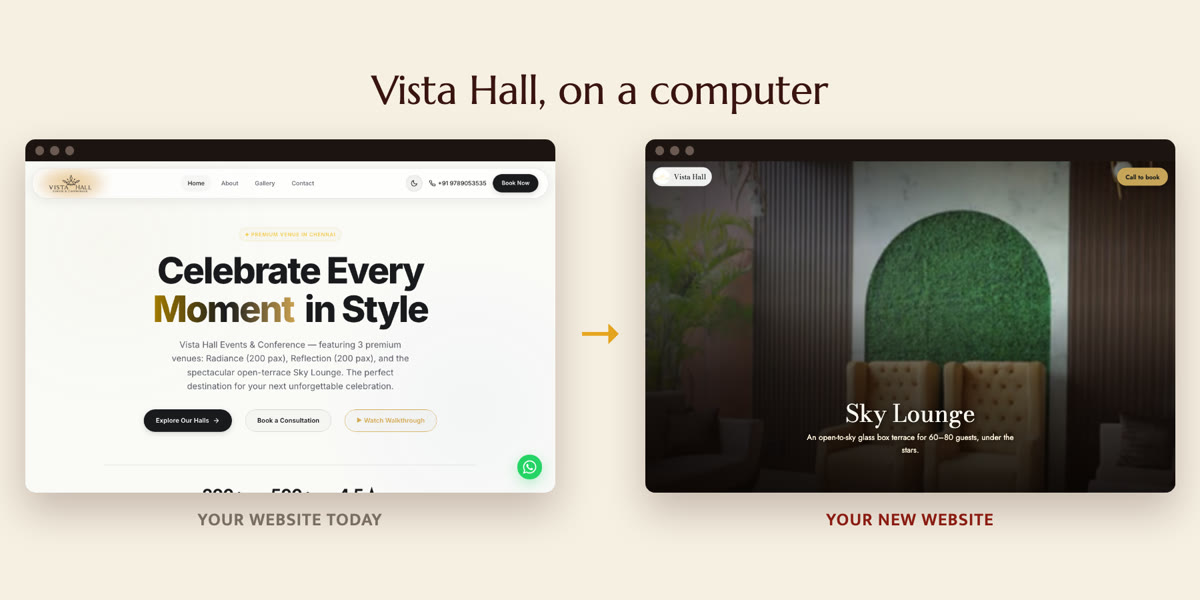 Vista Hall, on a computer
VISTA HALL
Home
About
Gallery
Contact
+91 9789053535
Book Now
PREMIUM VENUE IN CHENNAI
Celebrate Every
Moment in Style
Vista Hall Events & Conference — featuring 3 premium
venues: Radiance (200 pax), Reflection (200 pax), and the
spectacular open-terrace Sky Lounge. The perfect
destination for your next unforgettable celebration.
Explore Our Halls →
Book a Consultation
Watch Walkthrough
YOUR WEBSITE TODAY
Vista Hall
Call to book
Sky Lounge
An open-to-sky glass box terrace for 60–80 guests, under the
stars.
YOUR NEW WEBSITE